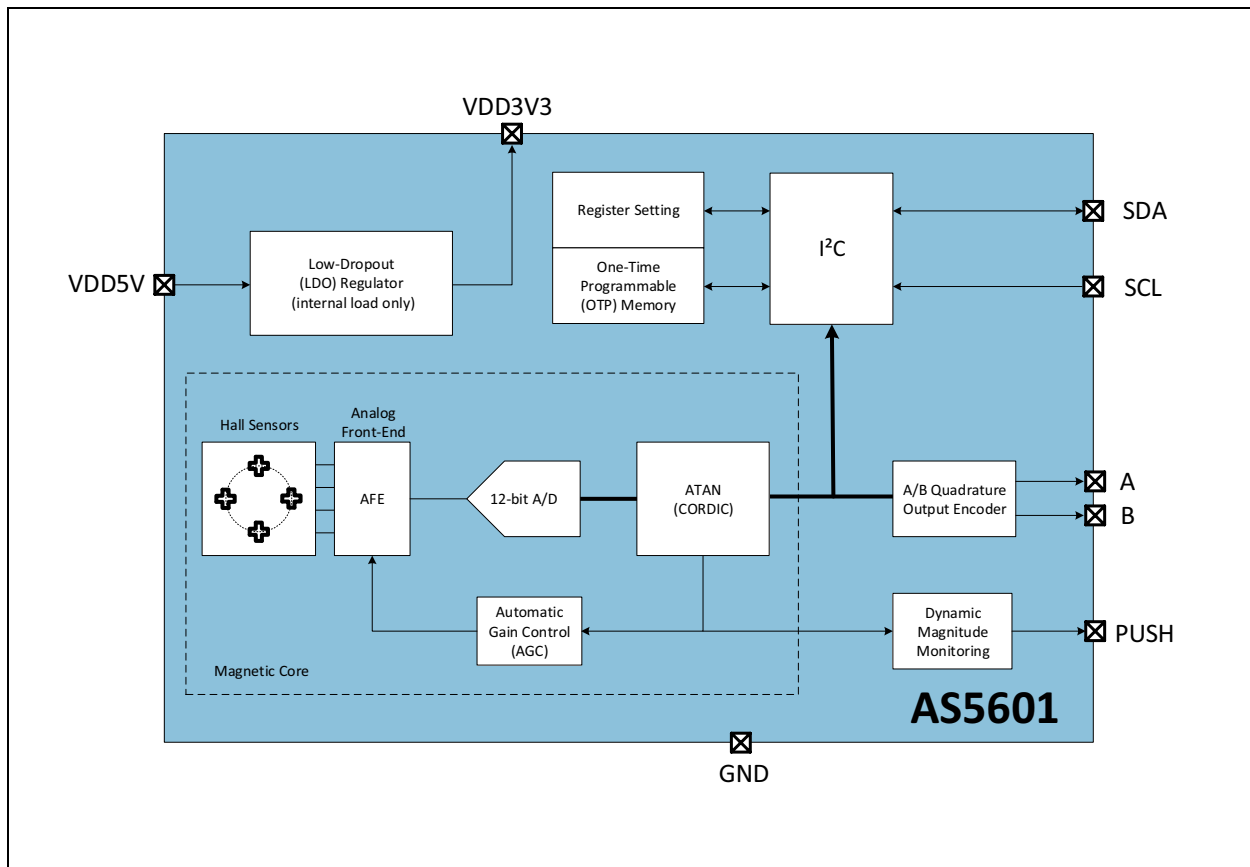 VDD3V3
Register Setting
I²C
SDA
Low-Dropout
(LDO) Regulator
(internal load only)
VDD5V
One-Time
Programmable
(OTP) Memory
SCL
Hall Sensors
Analog
Front-End
AFE
12-bit A/D
ATAN
(CORDIC)
A/B Quadrature
Output Encoder
A
B
Automatic
Gain Control
(AGC)
Dynamic
Magnitude
Monitoring
PUSH
Magnetic Core
AS5601
GND